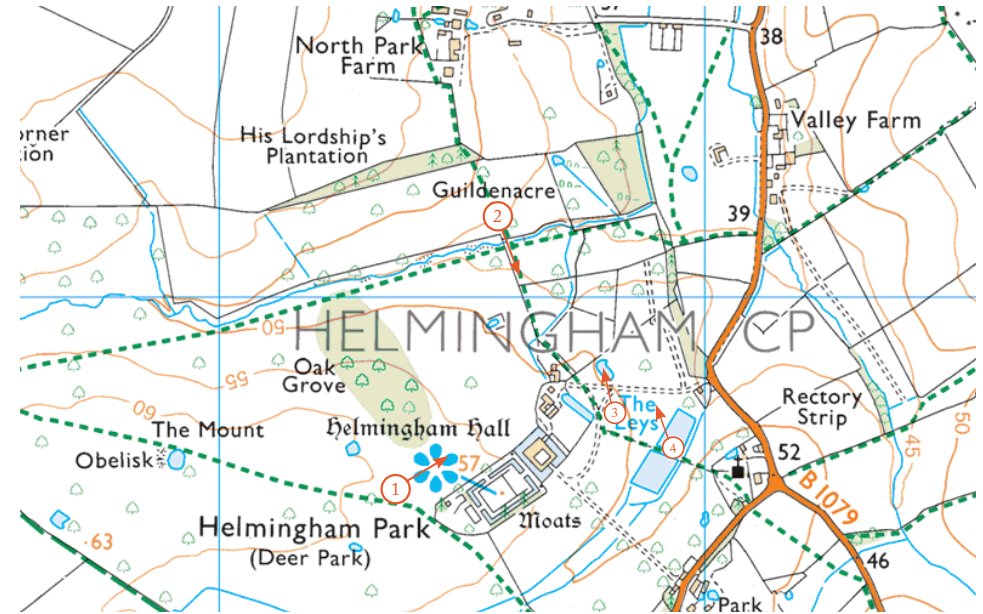 38
North Park
Farm
Valley Farm
His Lordship's
Plantation
Guildenacre
2
39
50
HELMINGHAM CP
Oak
Grove
55
60
The
Leys
3
Rectory
Strip
50
The Mount
Helmingham Hall
Obelisk
57
4
52
45
1
B 1079
Helmingham Park
(Deer Park)
Moats
63
46
Park